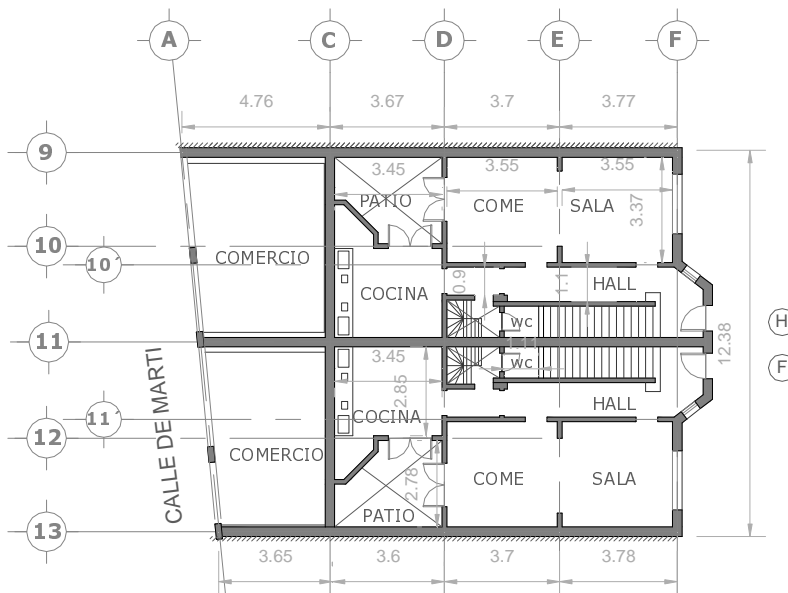 A C D E F
4.76 3.67 3.7 3.77
9
3.45 3.55 3.55
PATIO COME SALA 3.37
10
10´ COMERCIO
COCINA 0.9 1.1 HALL
wc H
11 1.11 12.38
3.45 wc F
CALLE DE MARTI
2.85 HALL
11´ COCINA
12 COMERCIO
2.78 COME SALA
PATIO
13
3.65 3.6 3.7 3.78